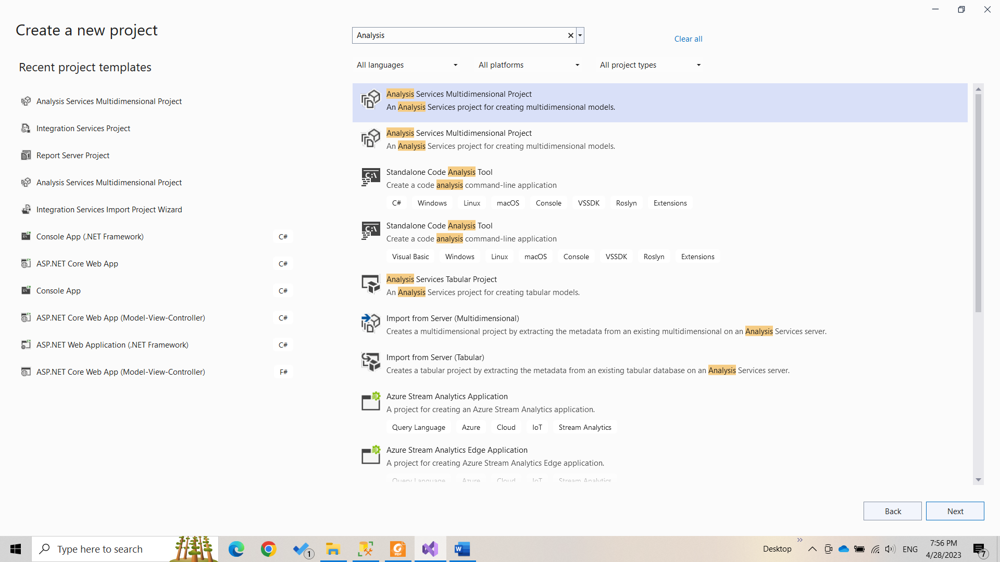 Create a new project
Analysis
Clear all
Recent project templates
All languages
All platforms
All project types
Analysis Services Multidimensional Project
Integration Services Project
Report Server Project
Analysis Services Multidimensional Project
Integration Services Import Project Wizard
Console App (.NET Framework) C#
ASP.NET Core Web App C#
Console App C#
ASP.NET Core Web App (Model-View-Controller) C#
ASP.NET Web Application (.NET Framework) C#
ASP.NET Core Web App (Model-View-Controller) F#
Analysis Services Multidimensional Project
An Analysis Services project for creating multidimensional models.
Analysis Services Multidimensional Project
An Analysis Services project for creating multidimensional models.
C:\
Standalone Code Analysis Tool
Create a code analysis command-line application
C# Windows Linux macOS Console VSSDK Roslyn Extensions
C:\
Standalone Code Analysis Tool
Create a code analysis command-line application
Visual Basic Windows Linux macOS Console VSSDK Roslyn Extensions
Analysis Services Tabular Project
An Analysis Services project for creating tabular models.
Import from Server (Multidimensional)
Creates a multidimensional project by extracting the metadata from an existing multidimensional on an Analysis Services server.
Import from Server (Tabular)
Creates a tabular project by extracting the metadata from an existing tabular database on an Analysis Services server.
Azure Stream Analytics Application
A project for creating an Azure Stream Analytics application.
Query Language Azure Cloud IoT Stream Analytics
Azure Stream Analytics Edge Application
A project for creating Azure Stream Analytics Edge application.
Query Language Azure Cloud IoT Stream Analytics
Back Next
Type here to search
1
PDF
W
Desktop
ENG
7:56 PM
4/28/2023
7